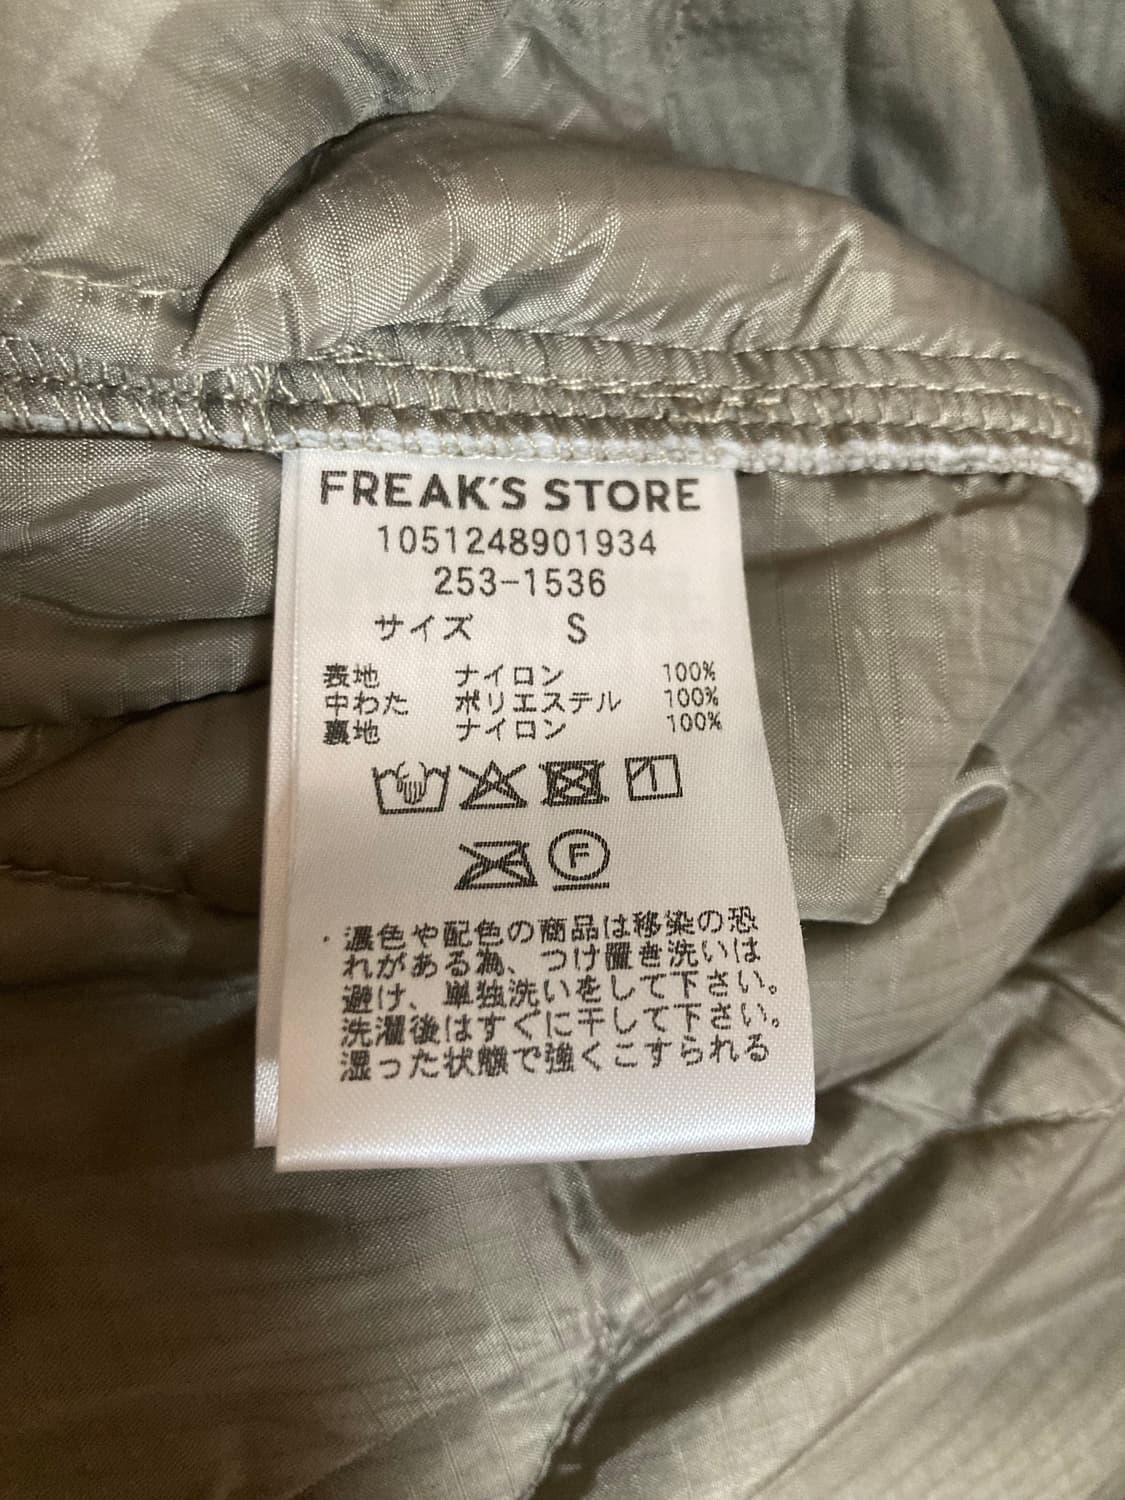 FREAK'S STORE
1051248901934
253-1536
サイズ S
表地 ナイロン 100%
中わた ポリエステル 100%
裏地 ナイロン 100%
F
・濃色や配色の商品は移染の恐
れがある為、つけ置き洗いは
避け、単独洗いをして下さい。
洗濯後はすぐに干して下さい。
湿った状態で強くこすられる